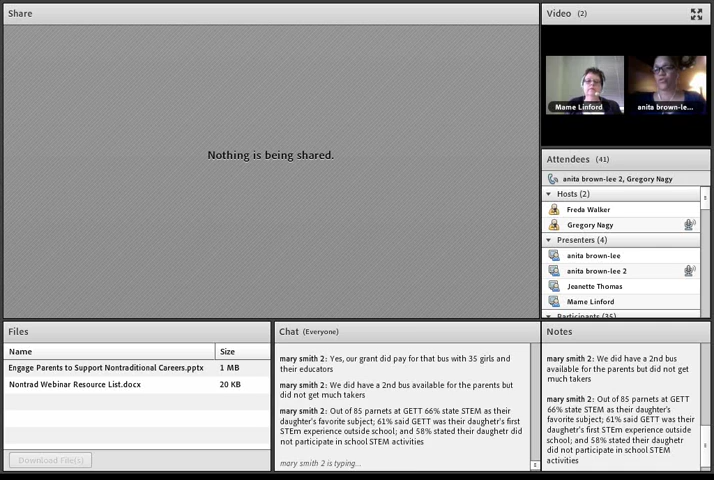 Share
Nothing is being shared.
Video (2)
Mame Linford
anita brown-le...
Attendees (41)
anita brown-lee 2, Gregory Nagy
Hosts (2)
Freda Walker
Gregory Nagy
Presenters (4)
anita brown-lee
anita brown-lee 2
Jeanette Thomas
Mame Linford
Participants (35)
Files
Name
Size
Engage Parents to Support Nontraditional Careers.pptx
1 MB
Nontrad Webinar Resource List.docx
20 KB
Download File(s)
Chat (Everyone)
mary smith 2: Yes, our grant did pay for that bus with 35 girls and
their educators
mary smith 2: We did have a 2nd bus available for the parents but
did not get much takers
mary smith 2: Out of 85 parnets at GETT 66% state STEM as their
daughter's favorite subject; 61% said GETT was daughetr's first
STEm experience outside school; and 58% stated their daughetr did
not participate in school STEM activities
mary smith 2 is typing...
Notes
mary smith 2: We did have a 2nd bus
available for the parents but did not get
much takers
mary smith 2: Out of 85 parnets at GETT
66% state STEM as their daughter's
favorite subject; 61% said GETT was
daughetr's first STEm experience outside
school; and 58% stated their daughetr
did not participate in school STEM
activities